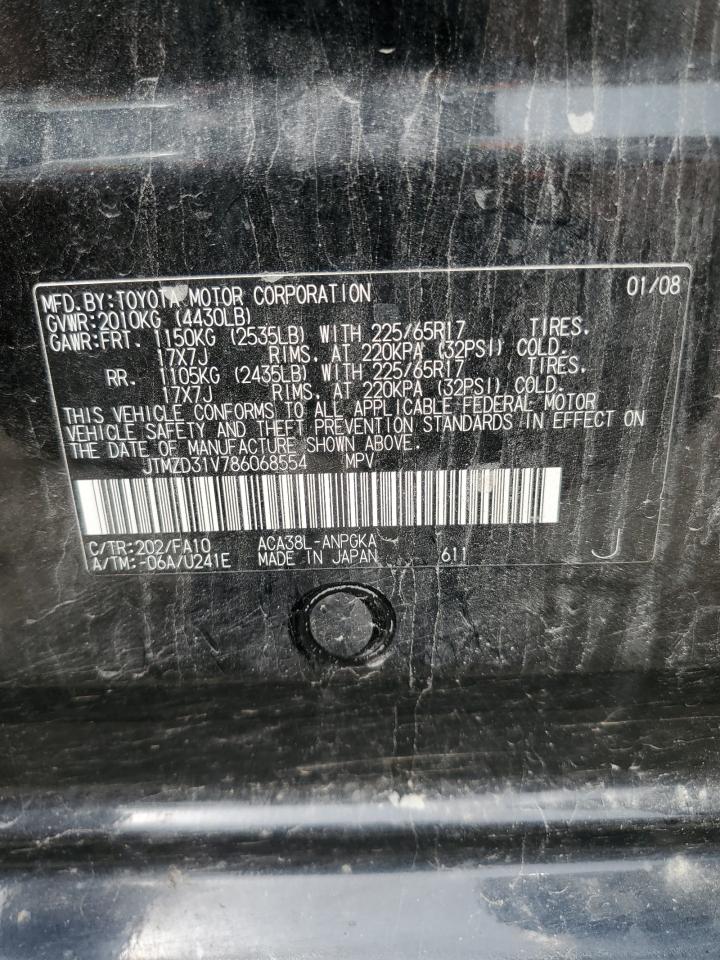 MFD.BY:TOYOTA MOTOR CORPORATION 01/08
GVWR:2010KG (4430LB)
GAWR:FRT. 1150KG (2535LB) WITH 225/65R17 TIRES.
17X7J RIMS. AT 220KPA (32PSI) COLD.
RR. 1105KG (2435LB) WITH 225/65R17 TIRES.
17X7J RIMS. AT 220KPA (32PSI) COLD.
THIS VEHICLE CONFORMS TO ALL APPLICABLE FEDERAL MOTOR
VEHICLE SAFETY AND THEFT PREVENTION STANDARDS IN EFFECT ON
THE DATE OF MANUFACTURE SHOWN ABOVE.
JTMZD31V786068554 MPV
C/TR:202/FA10 ACA38L-ANPGKA
A/TM:-06A/U241E MADE IN JAPAN 611 J